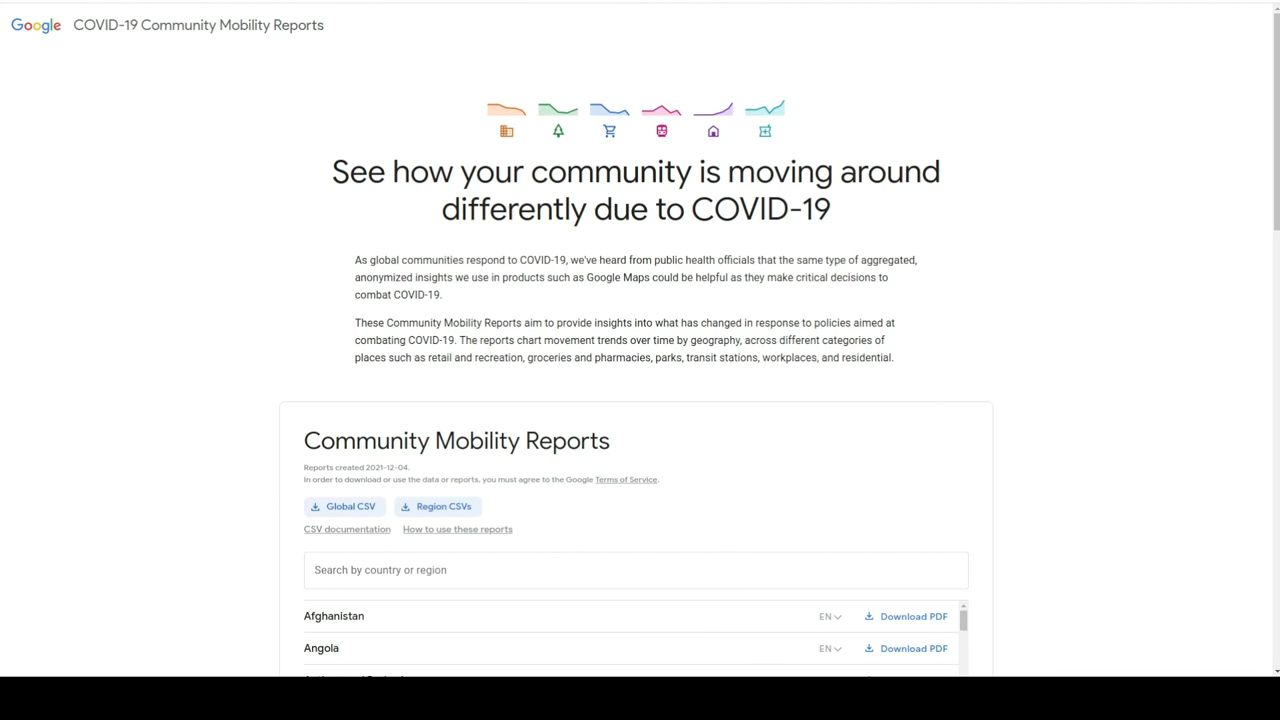 Google COVID-19 Community Mobility Reports
See how your community is moving around
differently due to COVID-19
As global communities respond to COVID-19, we've heard from public health officials that the same type of aggregated,
anonymized insights we use in products such as Google Maps could be helpful as they make critical decisions to
combat COVID-19.
These Community Mobility Reports aim to provide insights into what has changed in response to policies aimed at
combating COVID-19. The reports chart movement trends over time by geography, across different categories of
places such as retail and recreation, groceries and pharmacies, parks, transit stations, workplaces, and residential.
Community Mobility Reports
Reports created 2021-12-04.
In order to download or use the data or reports, you must agree to the Google Terms of Service.
Global CSV Region CSVs
CSV documentation How to use these reports
Search by country or region
Afghanistan EN Download PDF
Angola EN Download PDF